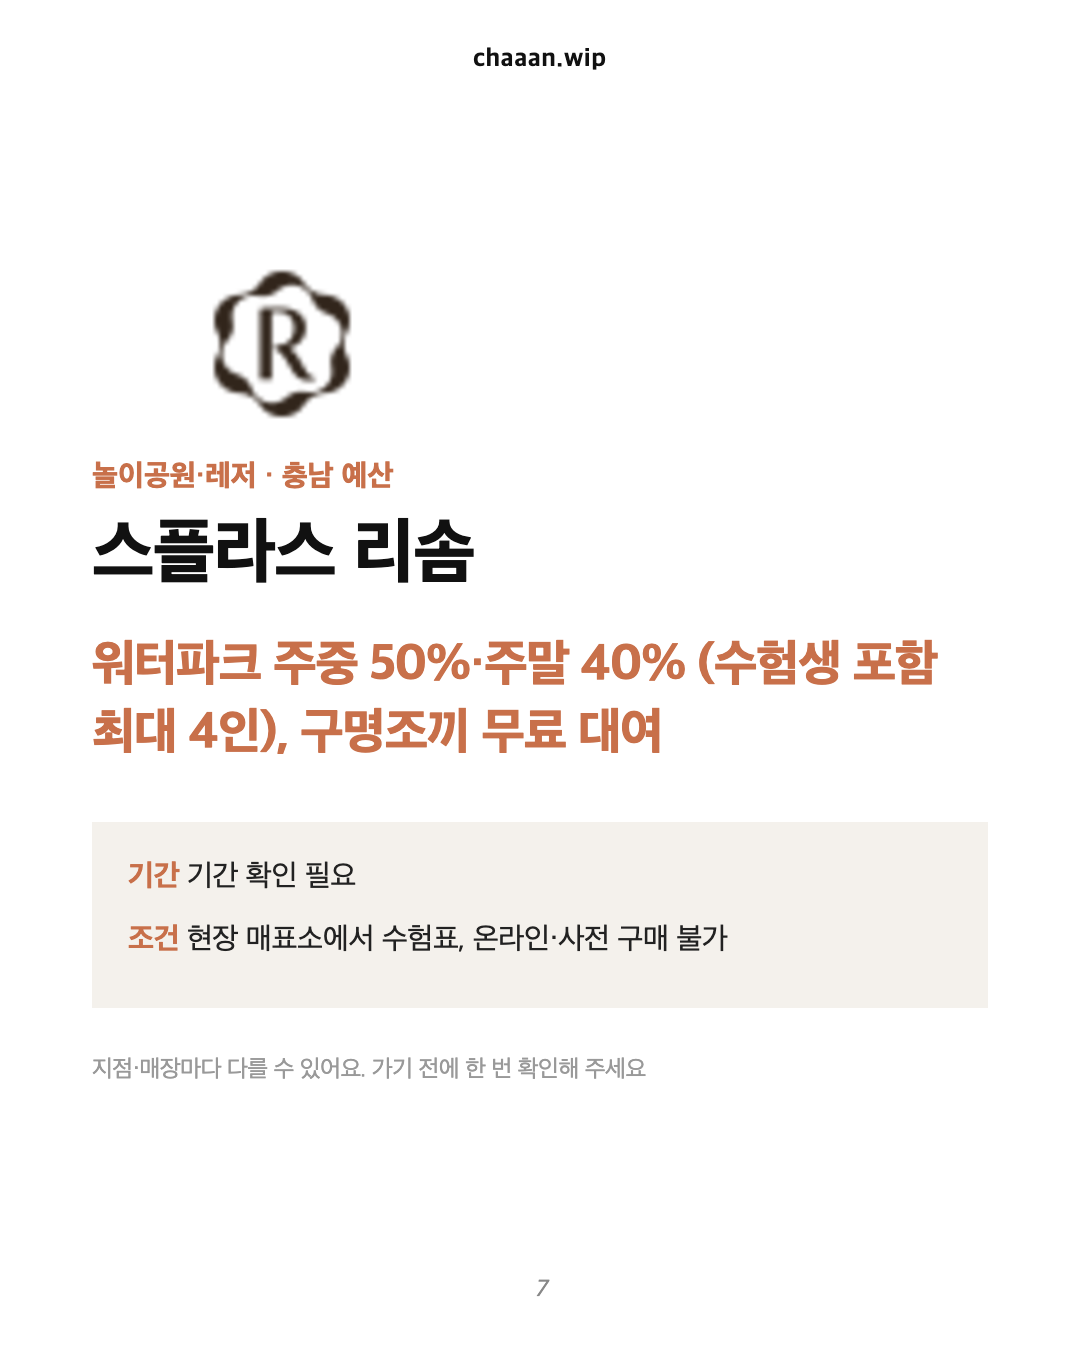 chaaan.wip
R
놀이공원·레저 · 충남 예산
스플라스 리솜
워터파크 주중 50%·주말 40% (수험생 포함
최대 4인), 구명조끼 무료 대여
기간 기간 확인 필요
조건 현장 매표소에서 수험표, 온라인·사전 구매 불가
지점·매장마다 다를 수 있어요. 가기 전에 한 번 확인해 주세요
7